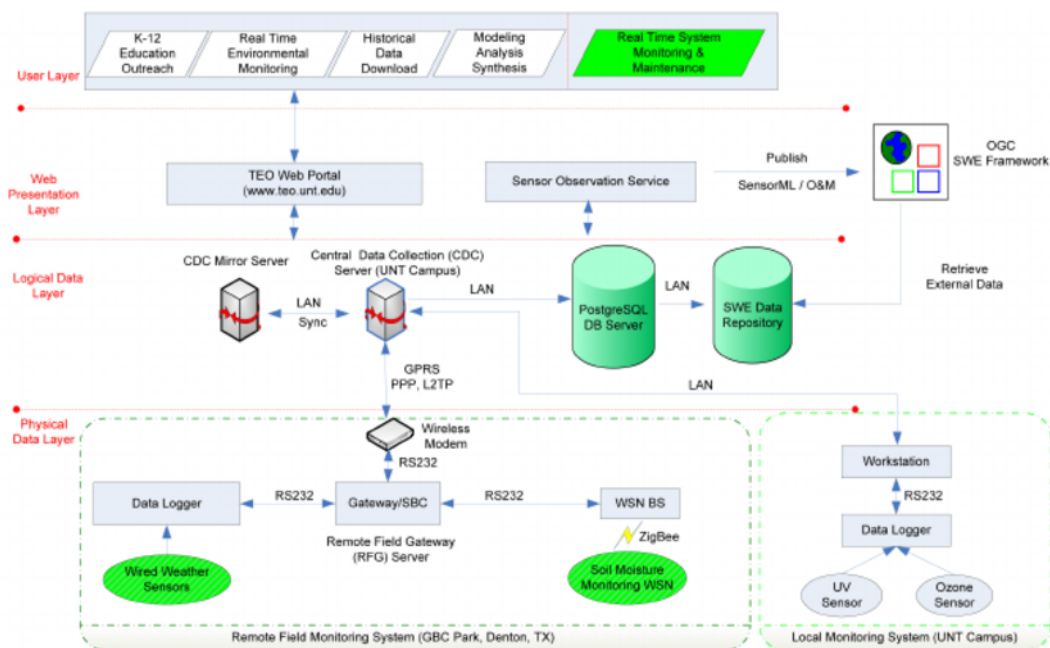 K-12
Education
Outreach
Real Time
Environmental
Monitoring
Historical
Data
Download
Modeling
Analysis
Synthesis
Real Time System
Monitoring &
Maintenance
User Layer
TEO Web Portal
(www.teo.unt.edu)
Sensor Observation Service
Publish
SensorML / O&M
OGC
SWE Framework
Web
Presentation
Layer
CDC Mirror Server
Central Data Collection (CDC)
Server (UNT Campus)
Logical Data
Layer
LAN
Sync
LAN
PostgreSQL
DB Server
LAN
SWE Data
Repository
Retrieve
External Data
GPRS
PPP, L2TP
LAN
Physical
Data Layer
Wireless
Modem
RS232
Data Logger
RS232
Gateway/SBC
RS232
WSN BS
Remote Field Gateway
(RFG) Server
ZigBee
Wired Weather
Sensors
Soil Moisture
Monitoring WSN
Remote Field Monitoring System (GBC Park, Denton, TX)
Workstation
RS232
Data Logger
UV
Sensor
Ozone
Sensor
Local Monitoring System (UNT Campus)